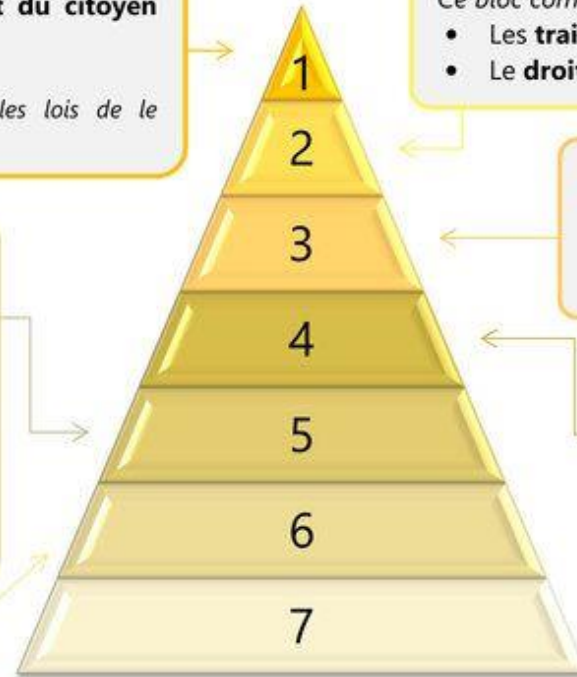 t du citoyen
les lois de le
Ce bloc com
• Les trai
• Le droi
1
2
3
4
5
6
7